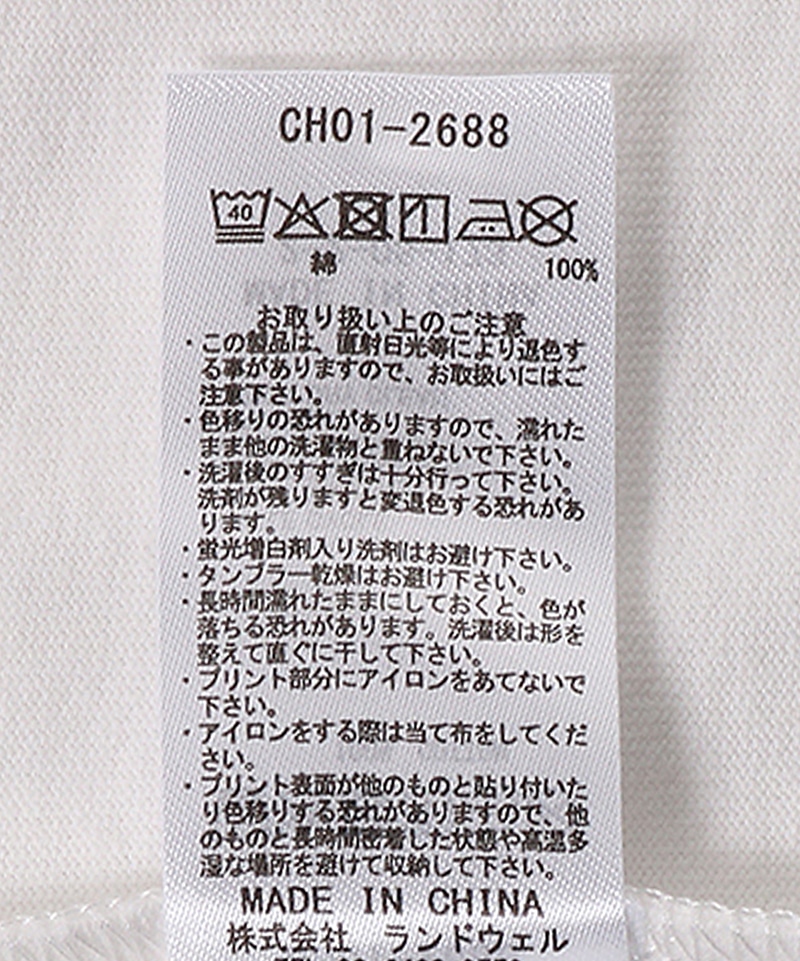 CH01-2688
40
綿 100%
お取り扱い上のご注意
・この製品は、直射日光等により退色す
る事がありますので、お取扱いにはご
注意下さい。
・色移りの恐れがありますので、濡れた
まま他の洗濯物と重ねないで下さい。
・洗濯後のすすぎは十分行って下さい。
洗剤が残りますと変退色する恐れがあ
ります。
・蛍光増白剤入り洗剤はお避け下さい。
・タンブラー乾燥はお避け下さい。
・長時間濡れたままにしておくと、色が
落ちる恐れがあります。洗濯後は形を
整えて直ぐに干して下さい。
・プリント部分にアイロンをあてないで
下さい。
・アイロンをする際は当て布をしてくだ
さい。
・プリント表面が他のものと貼り付いた
り色移りする恐れがありますので、他
のものと長時間密着した状態や高温多
湿な場所を避けて収納して下さい。
MADE IN CHINA
株式会社 ランドウェル